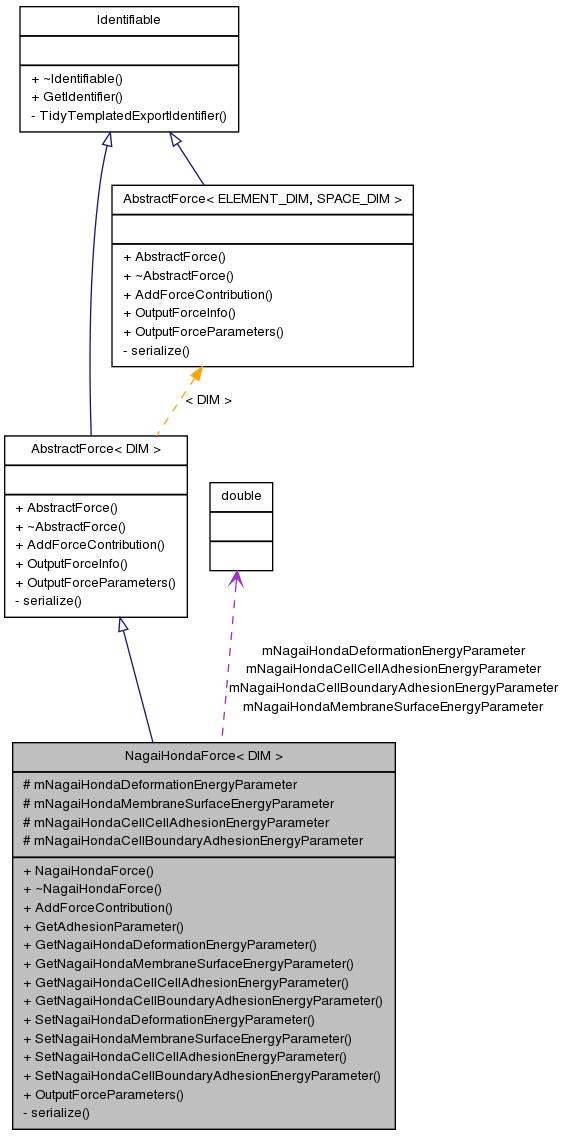 Identifiable
+ ~Identifiable()
+ GetIdentifier()
- TidyTemplatedExportIdentifier()
AbstractForce< ELEMENT_DIM, SPACE_DIM >
+ AbstractForce()
+ ~AbstractForce()
+ AddForceContribution()
+ OutputForceInfo()
+ OutputForceParameters()
- serialize()
< DIM >
AbstractForce< DIM >
+ AbstractForce()
+ ~AbstractForce()
+ AddForceContribution()
+ OutputForceInfo()
+ OutputForceParameters()
- serialize()
double
mNagaiHondaDeformationEnergyParameter
mNagaiHondaCellCellAdhesionEnergyParameter
mNagaiHondaCellBoundaryAdhesionEnergyParameter
mNagaiHondaMembraneSurfaceEnergyParameter
NagaiHondaForce< DIM >
# mNagaiHondaDeformationEnergyParameter
# mNagaiHondaMembraneSurfaceEnergyParameter
# mNagaiHondaCellCellAdhesionEnergyParameter
# mNagaiHondaCellBoundaryAdhesionEnergyParameter
+ NagaiHondaForce()
+ ~NagaiHondaForce()
+ AddForceContribution()
+ GetAdhesionParameter()
+ GetNagaiHondaDeformationEnergyParameter()
+ GetNagaiHondaMembraneSurfaceEnergyParameter()
+ GetNagaiHondaCellCellAdhesionEnergyParameter()
+ GetNagaiHondaCellBoundaryAdhesionEnergyParameter()
+ SetNagaiHondaDeformationEnergyParameter()
+ SetNagaiHondaMembraneSurfaceEnergyParameter()
+ SetNagaiHondaCellCellAdhesionEnergyParameter()
+ SetNagaiHondaCellBoundaryAdhesionEnergyParameter()
+ OutputForceParameters()
- serialize()